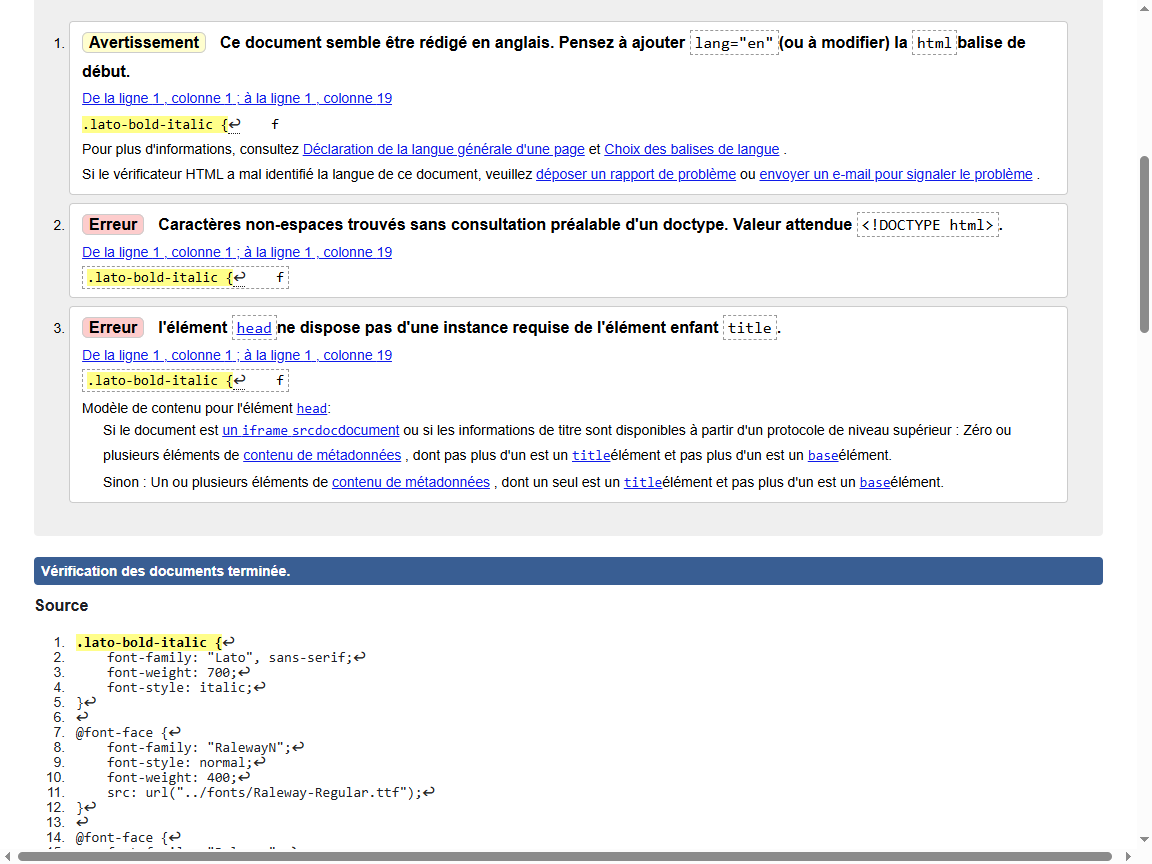 1. Avertissement Ce document semble être rédigé en anglais. Pensez à ajouter lang="en" (ou à modifier) la html balise de
début.
De la ligne 1 , colonne 1 ; à la ligne 1 , colonne 19
.lato-bold-italic {↩    f
Pour plus d'informations, consultez Déclaration de la langue générale d'une page et Choix des balises de langue .
Si le vérificateur HTML a mal identifié la langue de ce document, veuillez déposer un rapport de problème ou envoyer un e-mail pour signaler le problème .
2. Erreur Caractères non-espaces trouvés sans consultation préalable d'un doctype. Valeur attendue <!DOCTYPE html>.
De la ligne 1 , colonne 1 ; à la ligne 1 , colonne 19
.lato-bold-italic {↩    f
3. Erreur l'élément head ne dispose pas d'une instance requise de l'élément enfant title.
De la ligne 1 , colonne 1 ; à la ligne 1 , colonne 19
.lato-bold-italic {↩    f
Modèle de contenu pour l'élément head:
Si le document est un iframe srcdocdocument ou si les informations de titre sont disponibles à partir d'un protocole de niveau supérieur : Zéro ou
plusieurs éléments de contenu de métadonnées , dont pas plus d'un est un titleélément et pas plus d'un est un baseélément.
Sinon : Un ou plusieurs éléments de contenu de métadonnées , dont un seul est un titleélément et pas plus d'un est un baseélément.
Vérification des documents terminée.
Source
1. .lato-bold-italic {↩
2.     font-family: "Lato", sans-serif;↩
3.     font-weight: 700;↩
4.     font-style: italic;↩
5. }↩
6. ↩
7. @font-face {↩
8.     font-family: "RalewayN";↩
9.     font-style: normal;↩
10.     font-weight: 400;↩
11.     src: url("../fonts/Raleway-Regular.ttf");↩
12. }↩
13. ↩
14. @font-face {↩